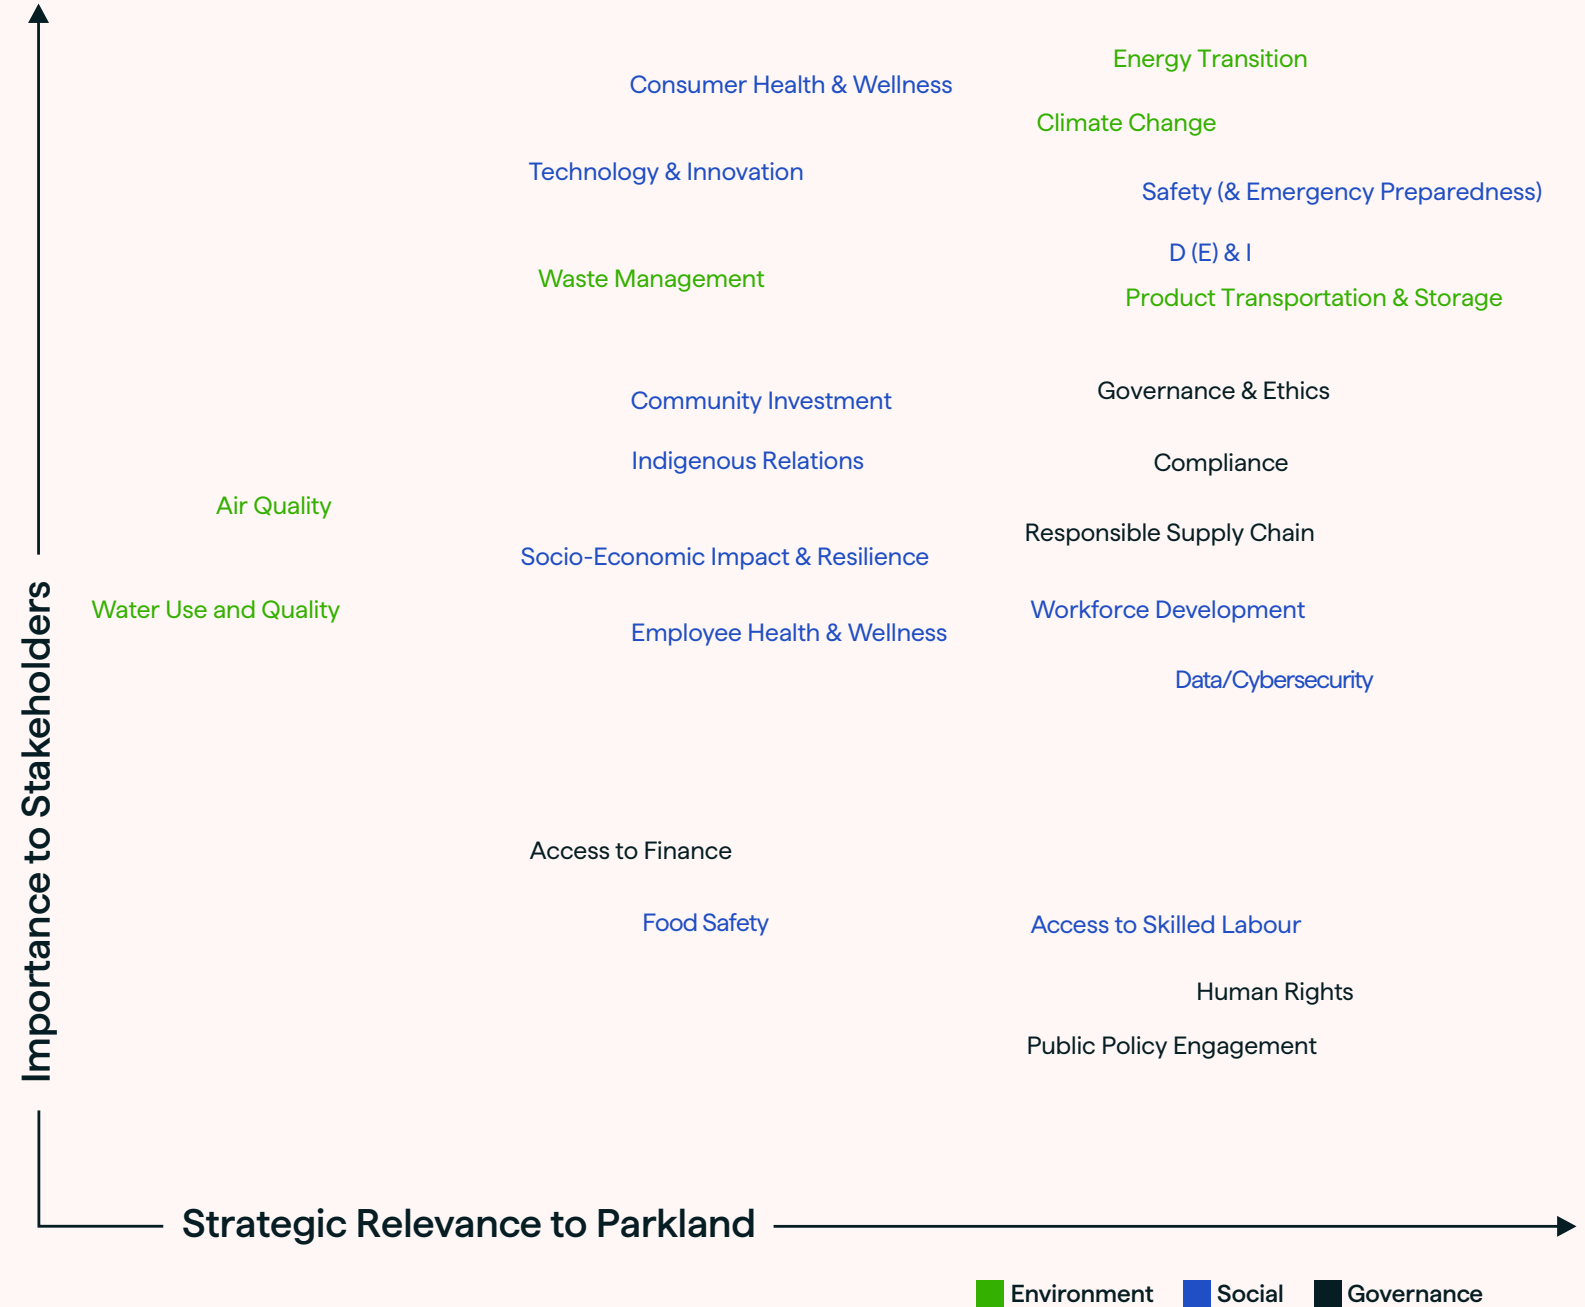 Energy Transition
Consumer Health & Wellness
Climate Change
Technology & Innovation
Safety (& Emergency Preparedness)
D (E) & I
Waste Management
Product Transportation & Storage
Governance & Ethics
Community Investment
Indigenous Relations
Compliance
Air Quality
Responsible Supply Chain
Socio-Economic Impact & Resilience
Water Use and Quality
Workforce Development
Employee Health & Wellness
Data/Cybersecurity
Importance to Stakeholders
Access to Finance
Food Safety
Access to Skilled Labour
Human Rights
Public Policy Engagement
Strategic Relevance to Parkland
Environment
Social
Governance